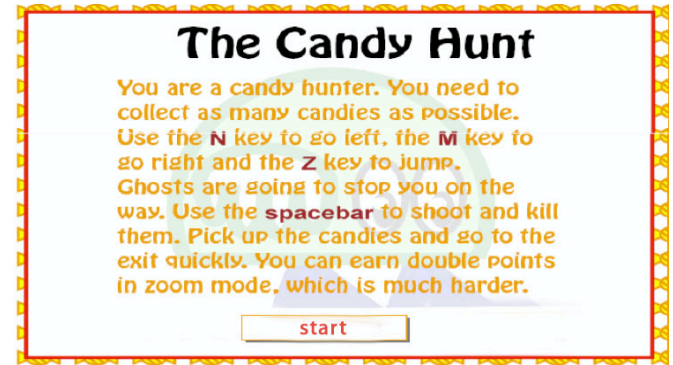 The Candy Hunt
You are a candy hunter. You need to
collect as many candies as possible.
Use the N key to go left, the M key to
go right and the Z key to jump.
Ghosts are going to stop you on the
way. Use the spacebar to shoot and kill
them. Pick up the candies and go to the
exit quickly. You can earn double points
in zoom mode, which is much harder.
start